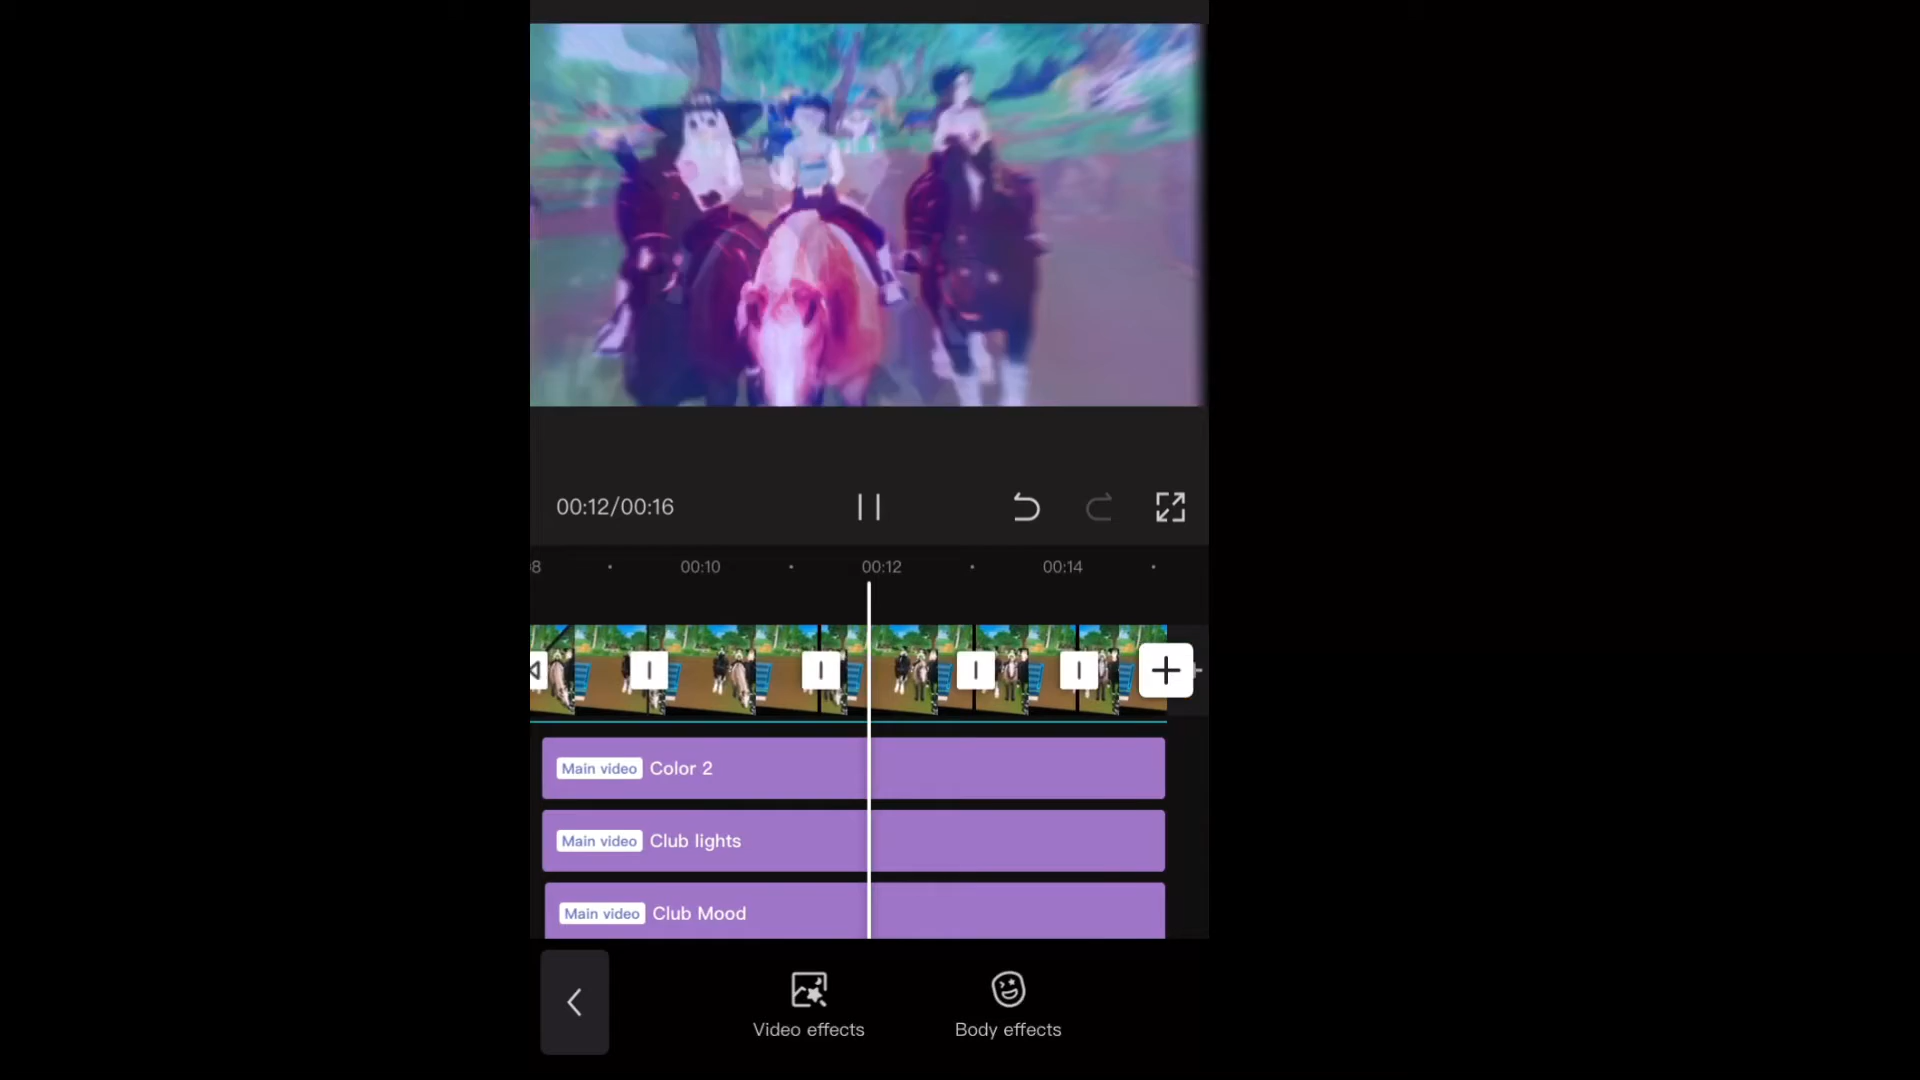 00:12/00:16
8 00:10 00:12 00:14
Main video Color 2
Main video Club lights
Main video Club Mood
Video effects Body effects